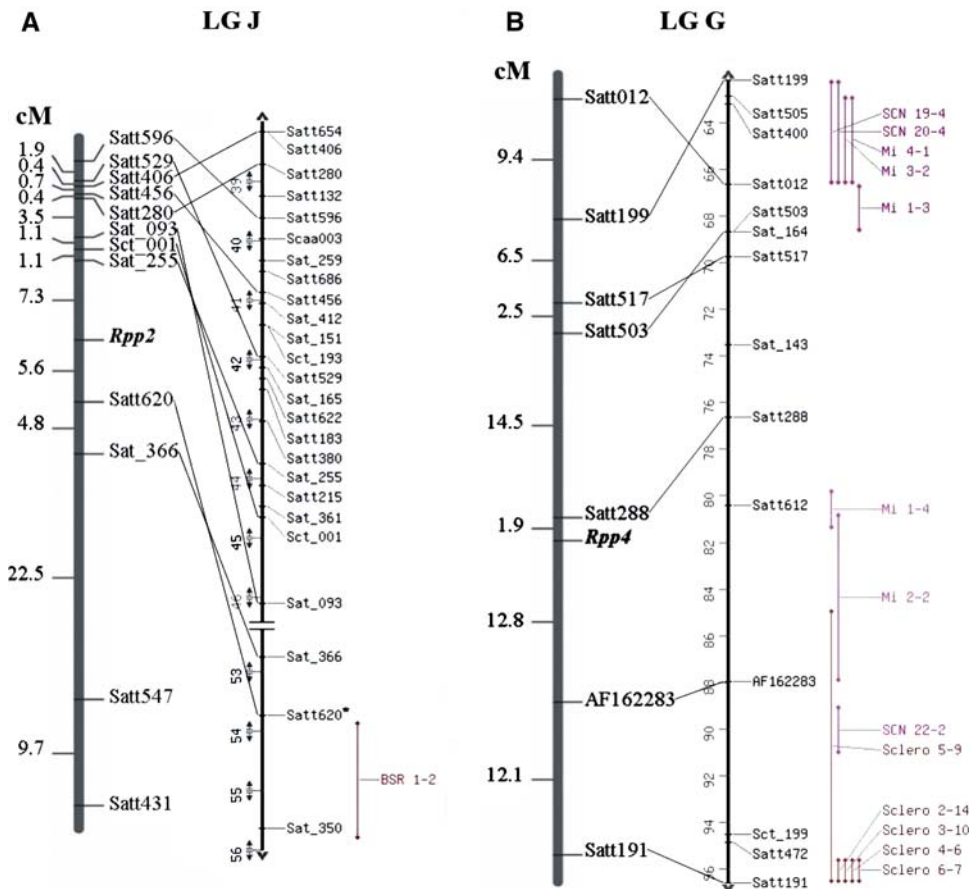 A
LG J
cM
1.9
0.4
0.7
0.4
3.5
1.1
1.1
7.3
5.6
4.8
22.5
9.7
Satt596
Satt529
Satt406
Satt456
Satt280
Sat_093
Sct_001
Sat_255
Rpp2
Satt620
Sat_366
Satt547
Satt431
39
40
41
42
43
44
45
46
53
54
55
56
Satt654
Satt406
Satt280
Satt132
Satt596
Scaa003
Sat_259
Satt686
Satt456
Sat_412
Sat_151
Sct_193
Satt529
Sat_165
Satt622
Satt183
Satt380
Sat_255
Satt215
Sat_361
Sct_001
Sat_093
Sat_366
Satt620*
Sat_350
BSR 1-2
B
LG G
cM
9.4
6.5
2.5
14.5
1.9
12.8
12.1
Satt012
Satt199
Satt517
Satt503
Satt288
Rpp4
AF162283
Satt191
64
66
68
70
72
74
76
78
80
82
84
86
88
90
92
94
96
Satt199
Satt505
Satt400
Satt012
Satt503
Sat_164
Satt517
Sat_143
Satt288
Satt612
AF162283
Sct_199
Satt472
Satt191
SCN 19-4
SCN 20-4
Mi 4-1
Mi 3-2
Mi 1-3
Mi 1-4
Mi 2-2
SCN 22-2
Sclero 5-9
Sclero 2-14
Sclero 3-10
Sclero 4-6
Sclero 6-7